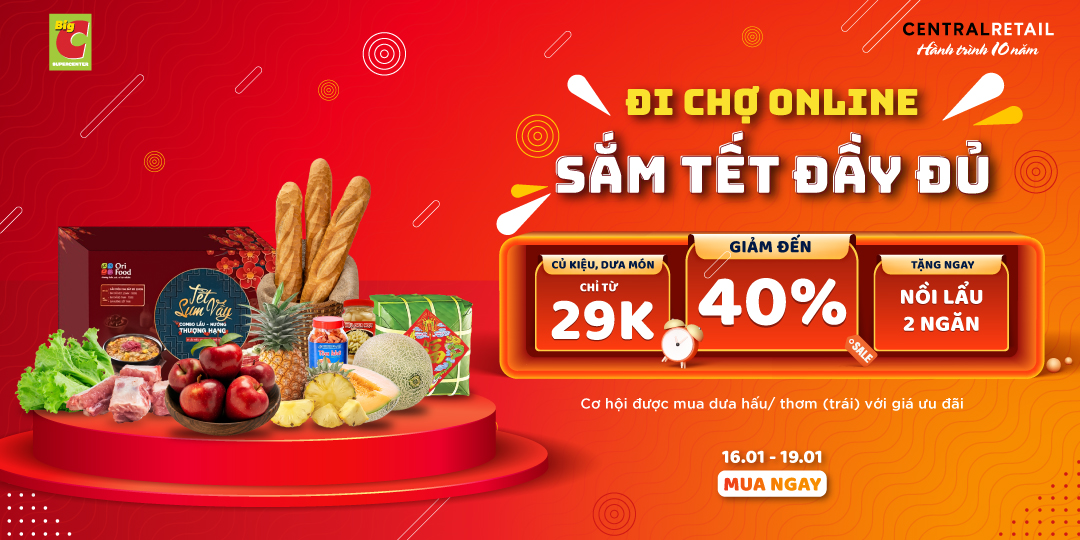 Big
C
SUPERCENTER
CENTRALRETAIL
Hành trình 10 năm
ĐI CHỢ ONLINE
SẮM TẾT ĐẦY ĐỦ
CỦ KIỆU, DƯA MÓN
CHỈ TỪ
29K
GIẢM ĐẾN
40%
SALE
TẶNG NGAY
NỒI LẨU
2 NGĂN
Cơ hội được mua dưa hấu/ thơm (trái) với giá ưu đãi
16.01 - 19.01
MUA NGAY
Ori
Food
Tết
Sum Vầy
COMBO LẨU - NƯỚNG
THƯỢNG HẠNG